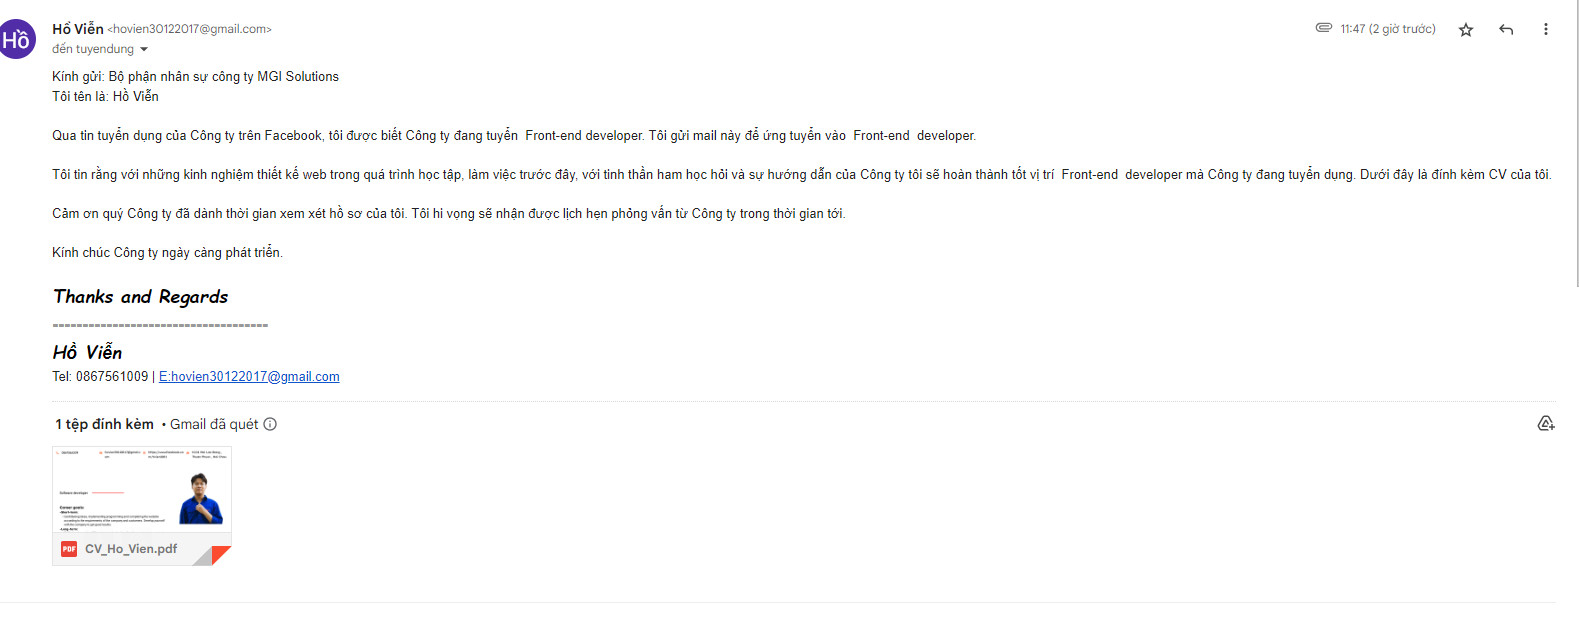 Hồ
Hồ Viễn <hovien30122017@gmail.com>
11:47 (2 giờ trước)
đến tuyendung
Kính gửi: Bộ phận nhân sự công ty MGI Solutions
Tôi tên là: Hồ Viễn
Qua tin tuyển dụng của Công ty trên Facebook, tôi được biết Công ty đang tuyển  Front-end developer. Tôi gửi mail này để ứng tuyển vào  Front-end  developer.
Tôi tin rằng với những kinh nghiệm thiết kế web trong quá trình học tập, làm việc trước đây, với tinh thần ham học hỏi và sự hướng dẫn của Công ty tôi sẽ hoàn thành tốt vị trí  Front-end  developer mà Công ty đang tuyển dụng. Dưới đây là đính kèm CV của tôi.
Cảm ơn quý Công ty đã dành thời gian xem xét hồ sơ của tôi. Tôi hi vọng sẽ nhận được lịch hẹn phỏng vấn từ Công ty trong thời gian tới.
Kính chúc Công ty ngày càng phát triển.
Thanks and Regards
------------------------------------
Hồ Viễn
Tel: 0867561009 | E:hovien30122017@gmail.com
1 tệp đính kèm • Gmail đã quét
Software developer
Career goals:
PDF CV_Ho_Vien.pdf